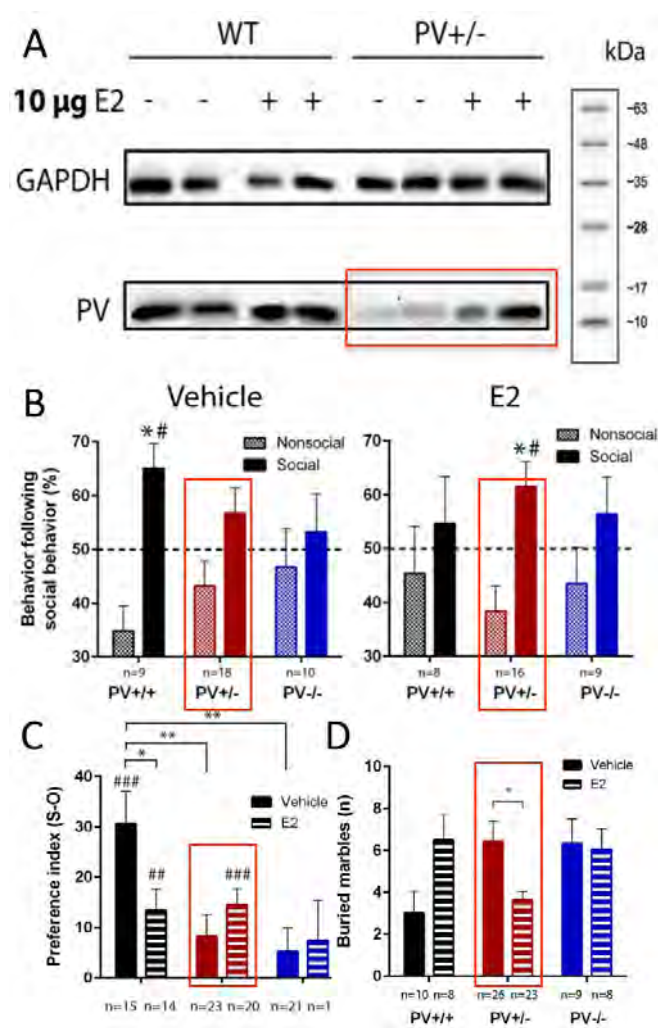 A
WT
PV+/-
kDa
10 µg E2 - - + + - - + +
GAPDH
PV
-63
-48
-35
-28
-17
-10
B
Vehicle
E2
Behavior following
social behavior (%)
70
60
50
40
30
*#
Nonsocial
Social
n=9
n=18
n=10
PV+/+
PV+/-
PV-/-
70
60
50
40
30
Nonsocial
Social
*#
n=8
n=16
n=9
PV+/+
PV+/-
PV-/-
C
Preference index (S-O)
40
30
20
10
0
**
**
*
###
##
###
Vehicle
E2
n=15 n=14
n=23 n=20
n=21 n=1
D
Buried marbles (n)
10
8
6
4
2
0
*
Vehicle
E2
n=10 n=8
n=26 n=23
n=9 n=8
PV+/+
PV+/-
PV-/-